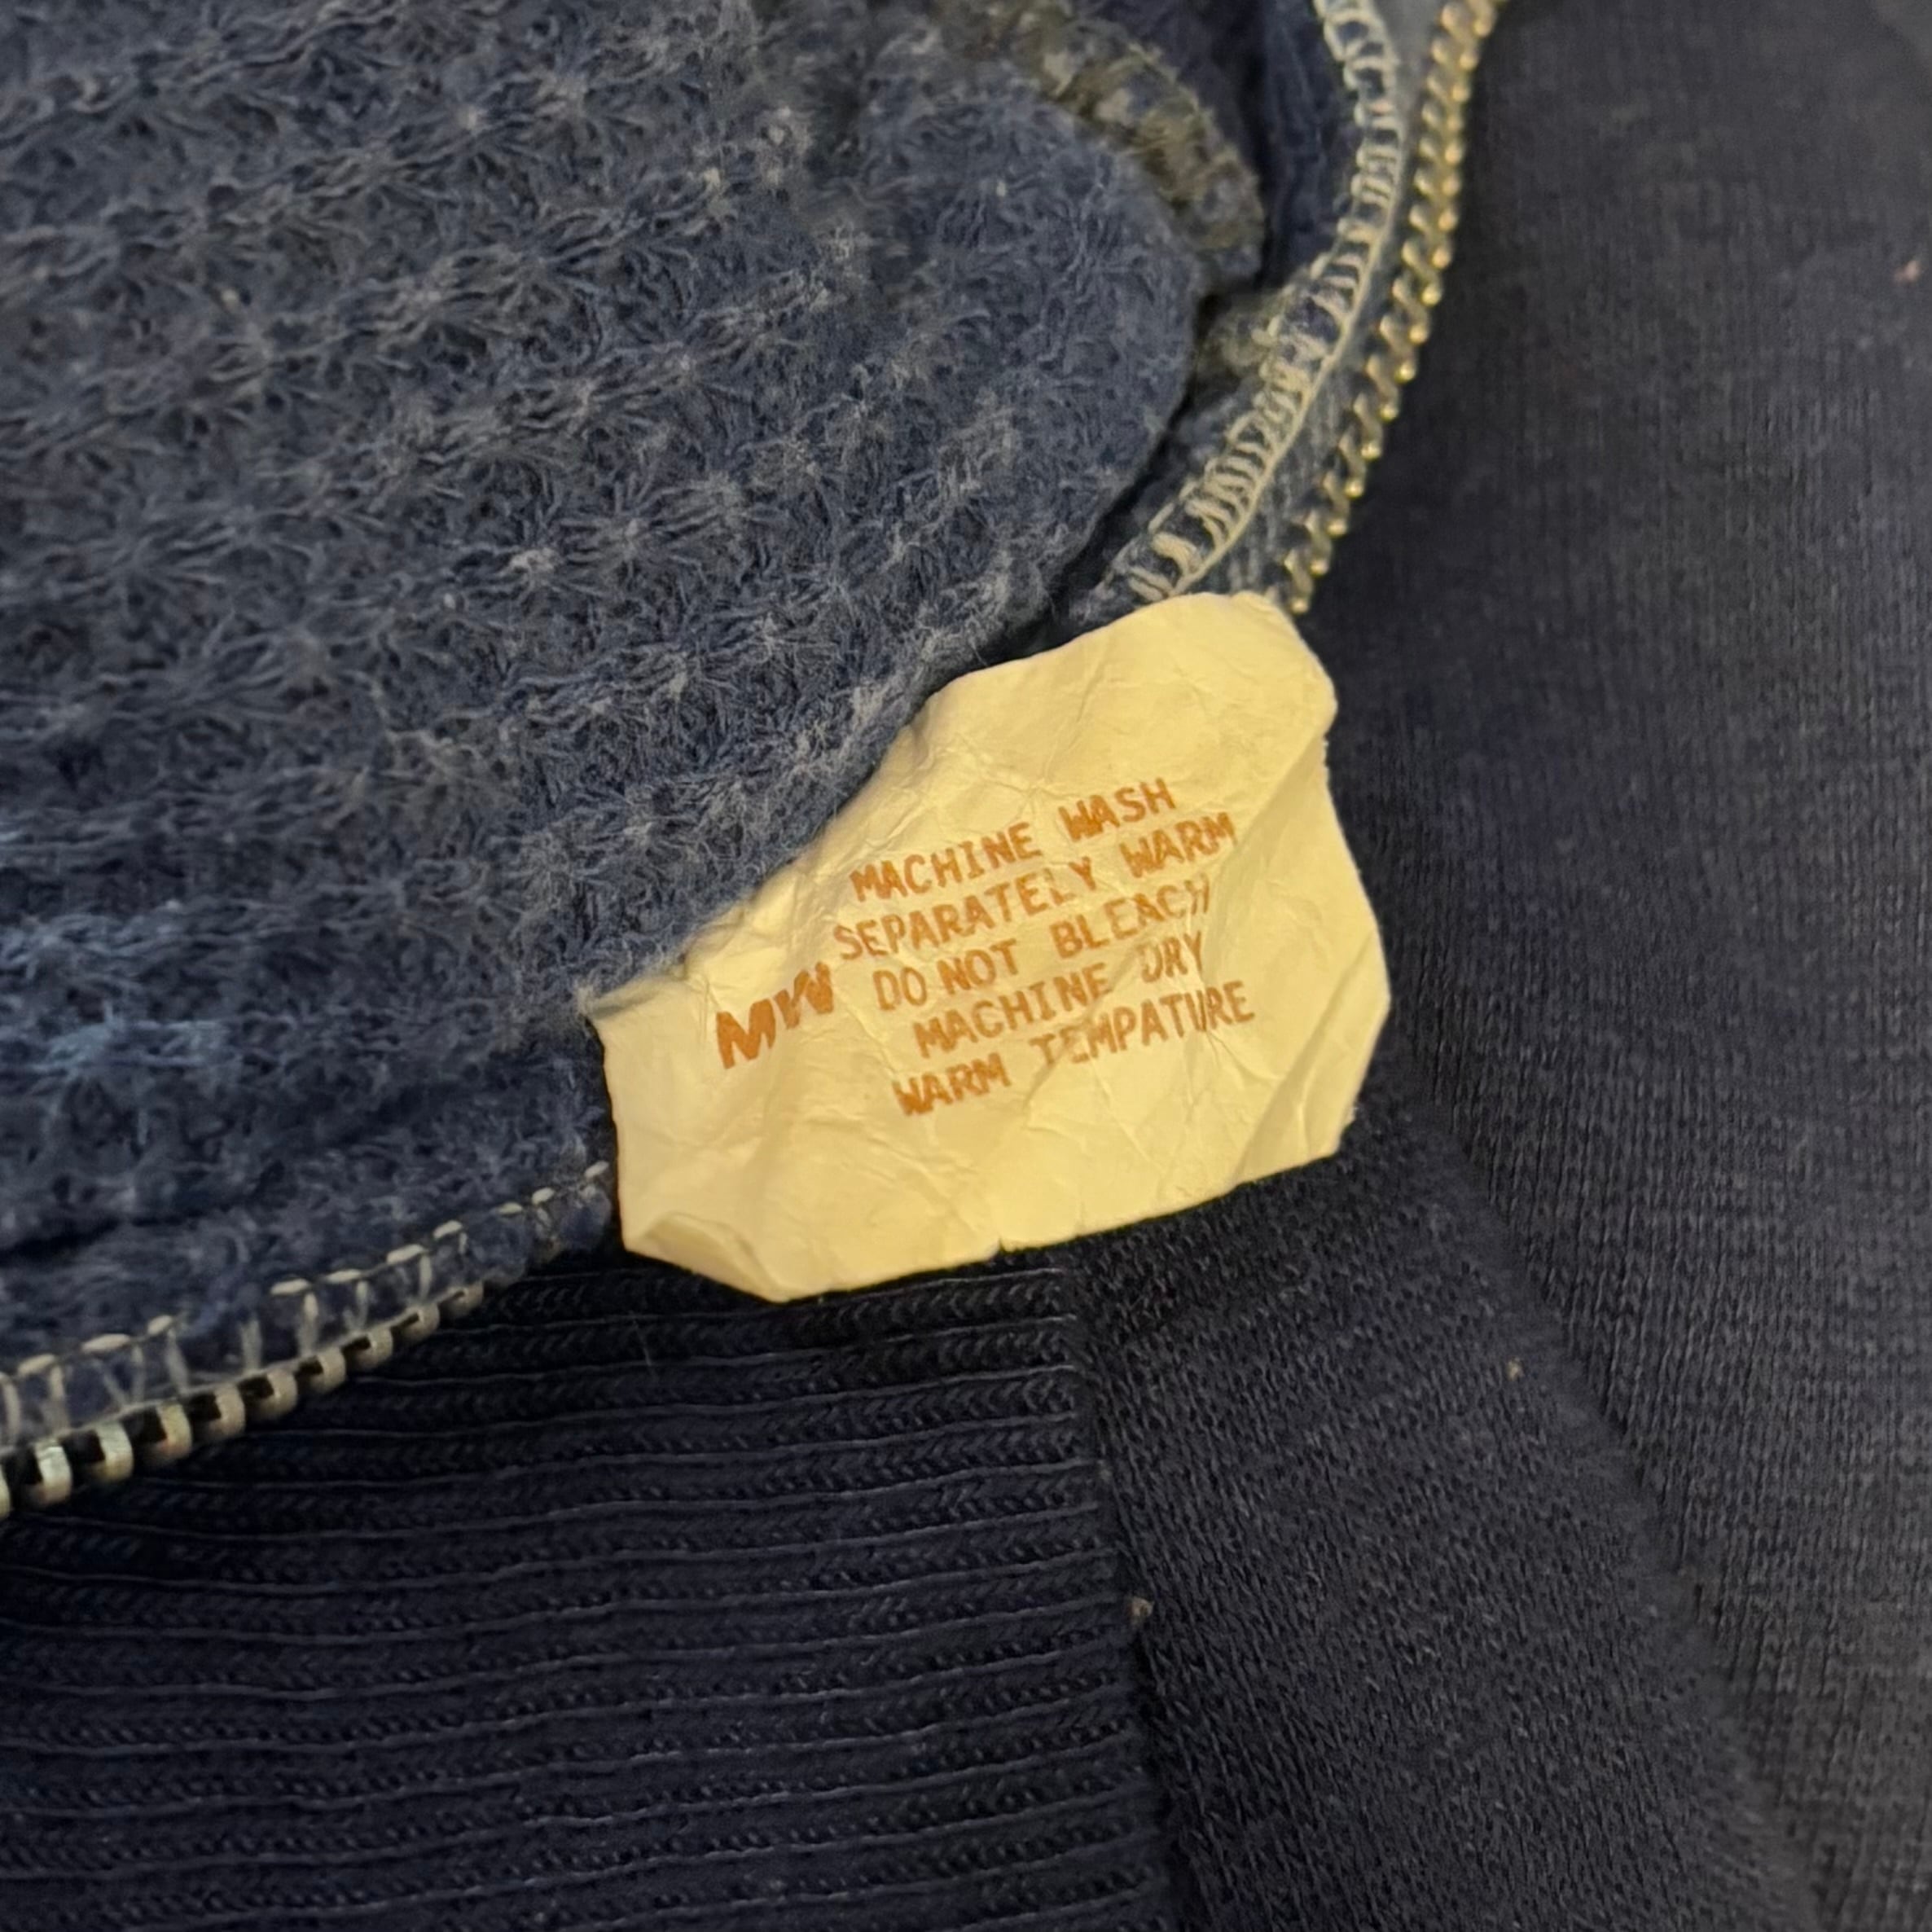 MACHINE WASH
SEPARATELY WARM
DO NOT BLEACH
MACHINE DRY
WARM TEMPATURE
MW